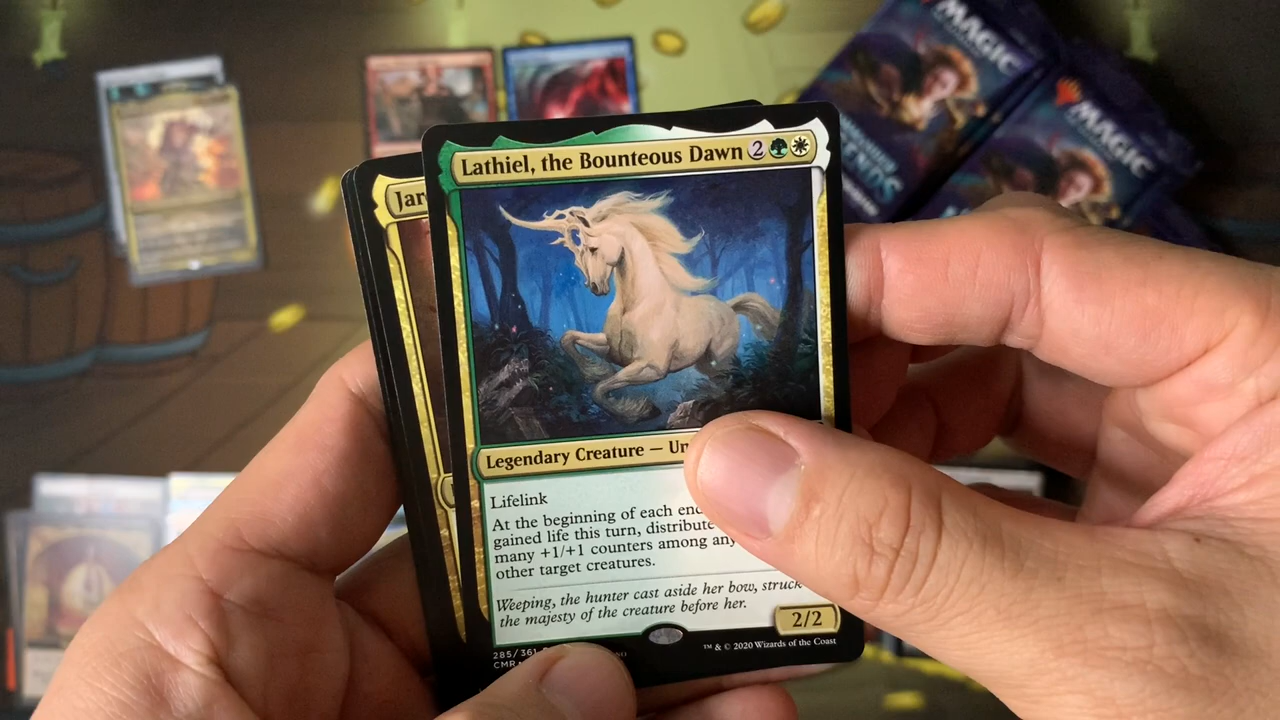 MAGIC
MAGIC
Jar
Lathiel, the Bounteous Dawn 2
Legendary Creature — Un
Lifelink
At the beginning of each end
gained life this turn, distribute
many +1/+1 counters among any
other target creatures.
Weeping, the hunter cast aside her bow, struck
the majesty of the creature before her.
2/2
285/361
CMR
™ & © 2020 Wizards of the Coast